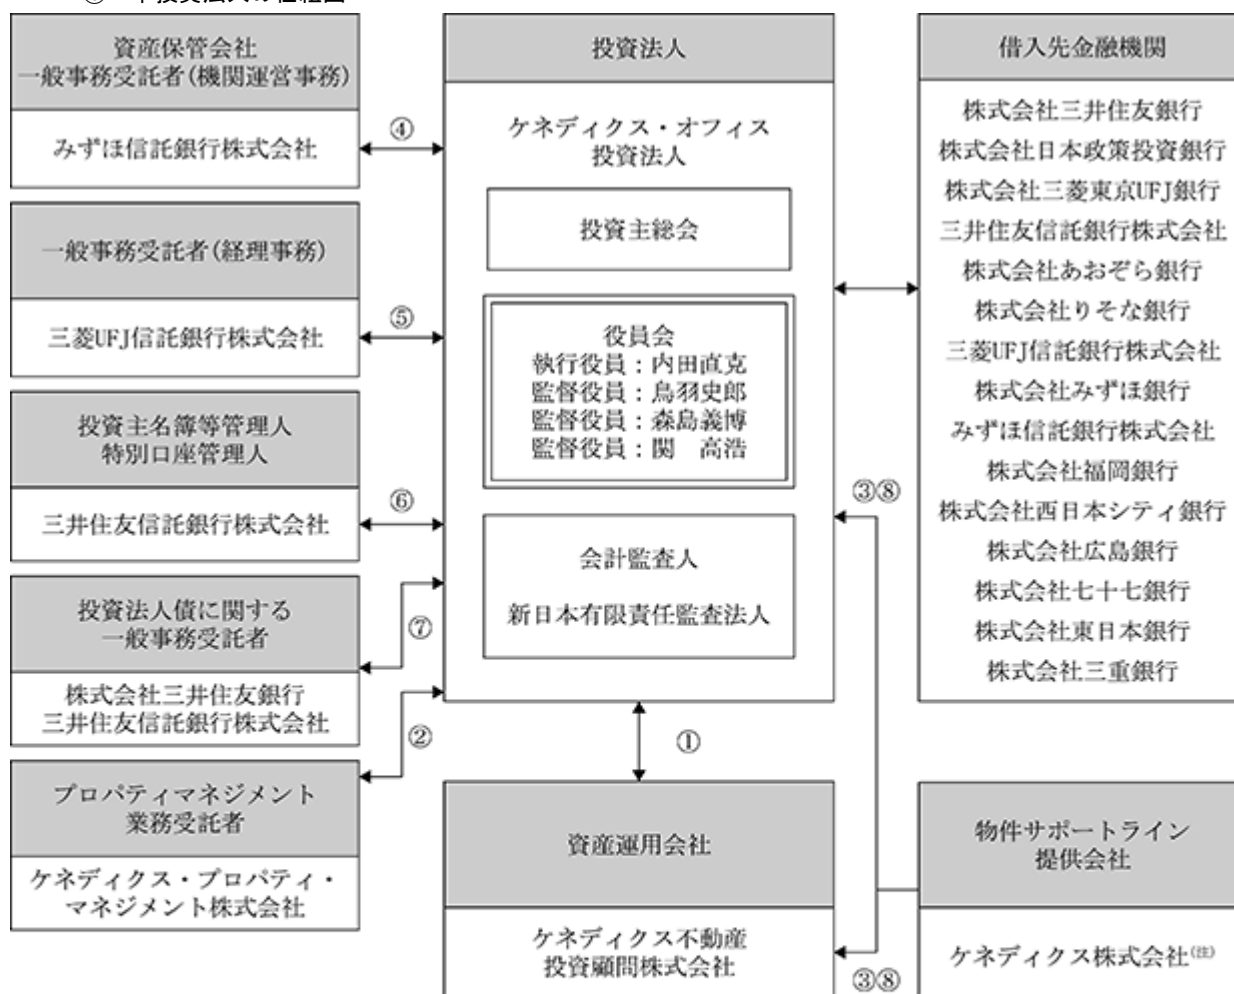 資産保管会社
一般事務受託者(機関運営事務)
みずほ信託銀行株式会社
④
一般事務受託者(経理事務)
三菱UFJ信託銀行株式会社
⑤
投資主名簿等管理人
特別口座管理人
三井住友信託銀行株式会社
⑥
投資法人債に関する
一般事務受託者
株式会社三井住友銀行
三井住友信託銀行株式会社
⑦
プロパティマネジメント
業務受託者
ケネディクス・プロパティ・
マネジメント株式会社
②
投資法人
ケネディクス・オフィス
投資法人
投資主総会
役員会
執行役員：内田直克
監督役員：鳥羽史郎
監督役員：森島義博
監督役員：関　高浩
会計監査人
新日本有限責任監査法人
①
資産運用会社
ケネディクス不動産
投資顧問株式会社
借入先金融機関
株式会社三井住友銀行
株式会社日本政策投資銀行
株式会社三菱東京UFJ銀行
三井住友信託銀行株式会社
株式会社あおぞら銀行
株式会社りそな銀行
三菱UFJ信託銀行株式会社
株式会社みずほ銀行
みずほ信託銀行株式会社
株式会社福岡銀行
株式会社西日本シティ銀行
株式会社広島銀行
株式会社七十七銀行
株式会社東日本銀行
株式会社三重銀行
③⑧
物件サポートライン
提供会社
ケネディクス株式会社(注)
③⑧